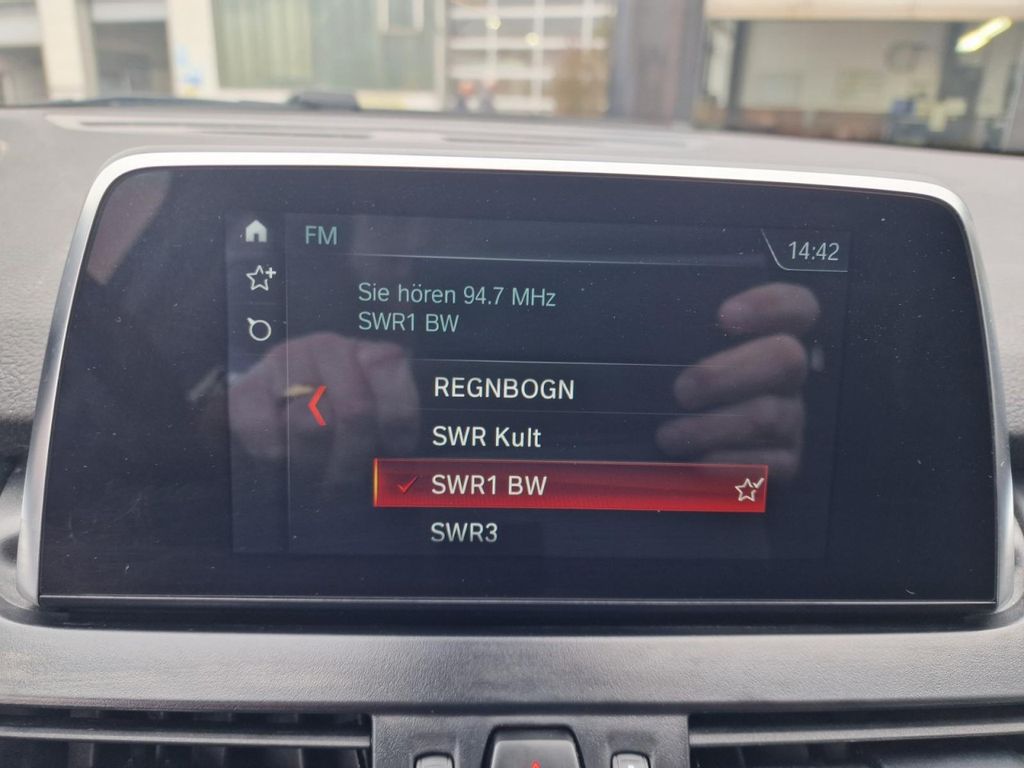 FM
14:42
Sie hören 94.7 MHz
SWR1 BW
REGNBOGN
SWR Kult
SWR1 BW
SWR3